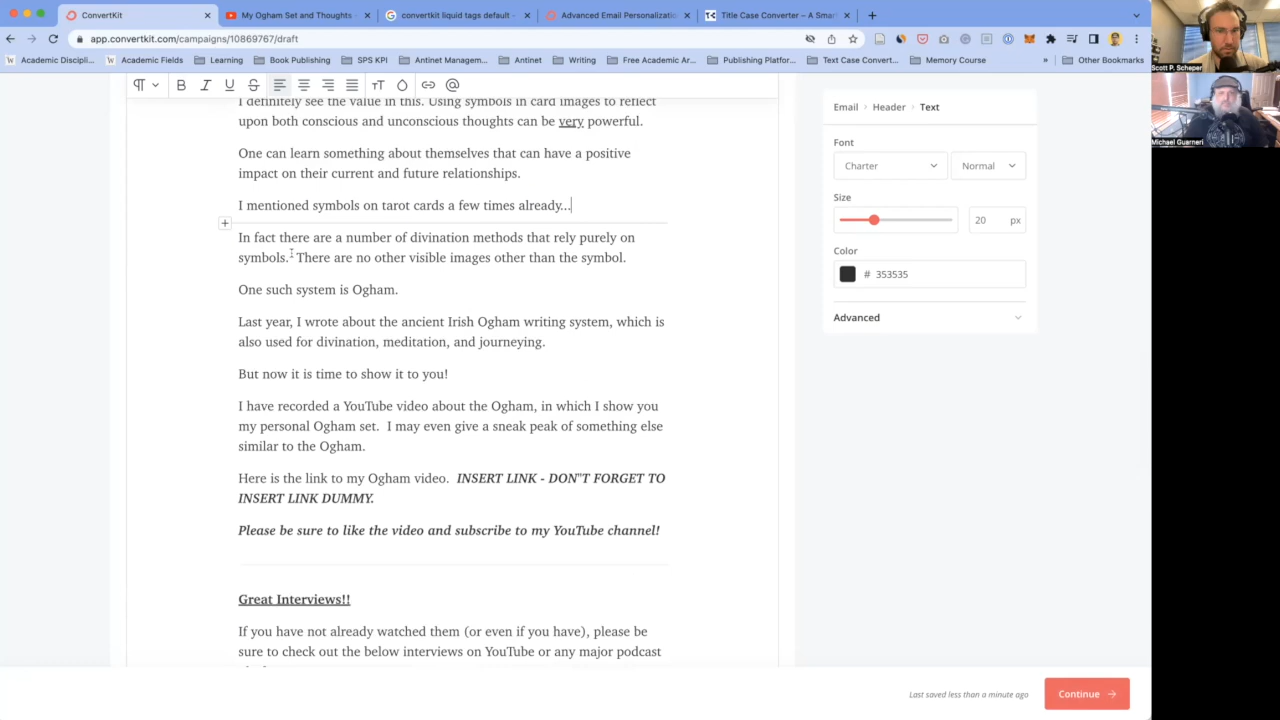 ConvertKit
My Set and Thoughts -
convertkit liquid tags default -
Advanced Email Personalizatio
Title Case Converter – A Smar
app.convertkit.com/campaigns/10869767/draft
Academic Discipli...
Academic Fields
Learning
Book Publishing
SPS KPI
Antinet Managem...
Antinet
Writing
Free Academic Ar...
Publishing Platfo...
Text Case Convert...
Memory Course
»
Other Bookmarks
Scott P. Scheper
Michael Guarneri
B I U S
I definitely see the value in this. Using symbols in card images to reflect
upon both conscious and unconscious thoughts can be very powerful.
One can learn something about themselves that can have a positive
impact on their current and future relationships.
I mentioned symbols on tarot cards a few times already...
In fact there are a number of divination methods that rely purely on
symbols. There are no other visible images other than the symbol.
One such system is Ogham.
Last year, I wrote about the ancient Irish Ogham writing system, which is
also used for divination, meditation, and journeying.
But now it is time to show it to you!
I have recorded a YouTube video about the Ogham, in which I show you
my personal Ogham set. I may even give a sneak peak of something else
similar to the Ogham.
Here is the link to my Ogham video. INSERT LINK - DON"T FORGET TO
INSERT LINK DUMMY.
Please be sure to like the video and subscribe to my YouTube channel!
Great Interviews!!
If you have not already watched them (or even if you have), please be
sure to check out the below interviews on YouTube or any major podcast
Email > Header > Text
Font
Charter
Normal
Size
20 px
Color
# 353535
Advanced
Last saved less than a minute ago
Continue →